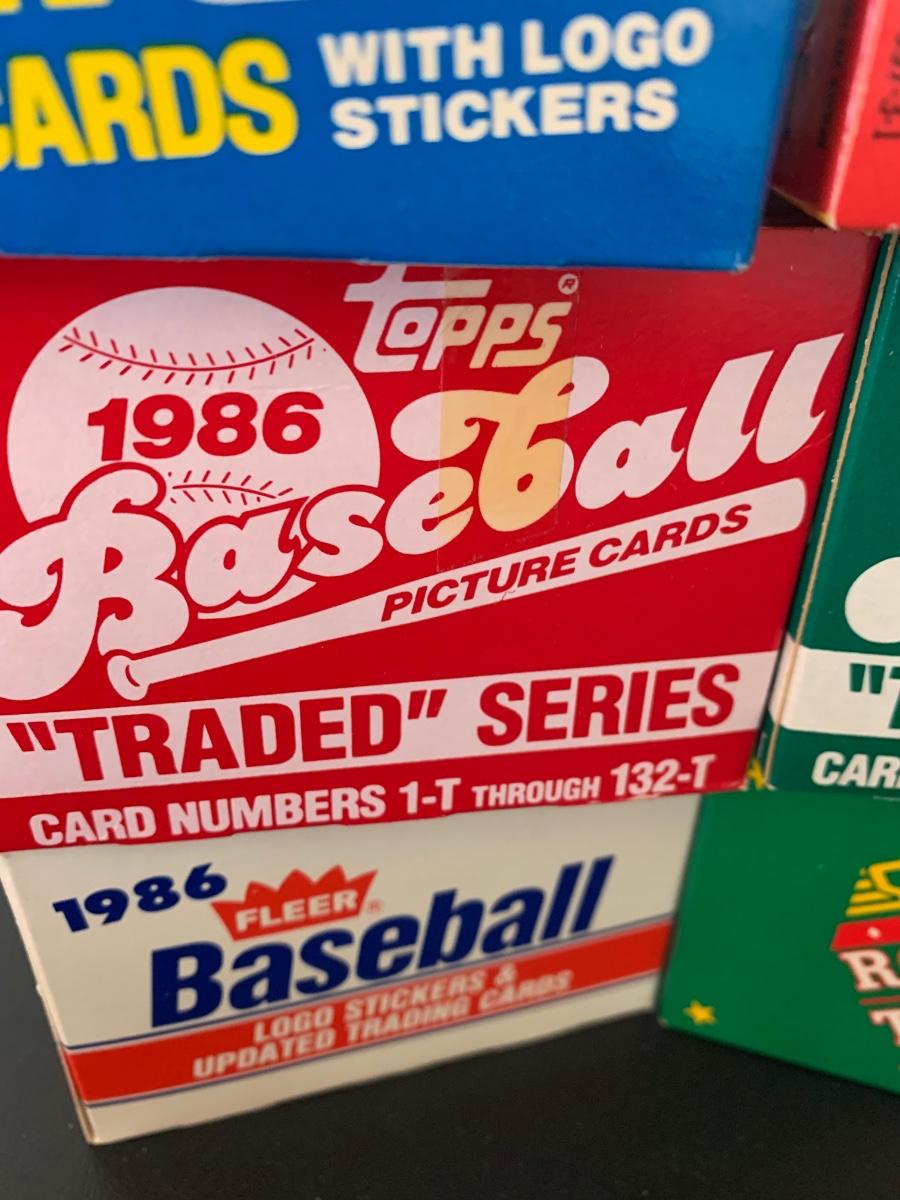 CARDS WITH LOGO
STICKERS
TOPPS®
1986
Baseball
PICTURE CARDS
"TRADED" SERIES
CARD NUMBERS 1-T THROUGH 132-T
1986 FLEER®
Baseball
LOGO STICKERS &
UPDATED TRADING CARDS